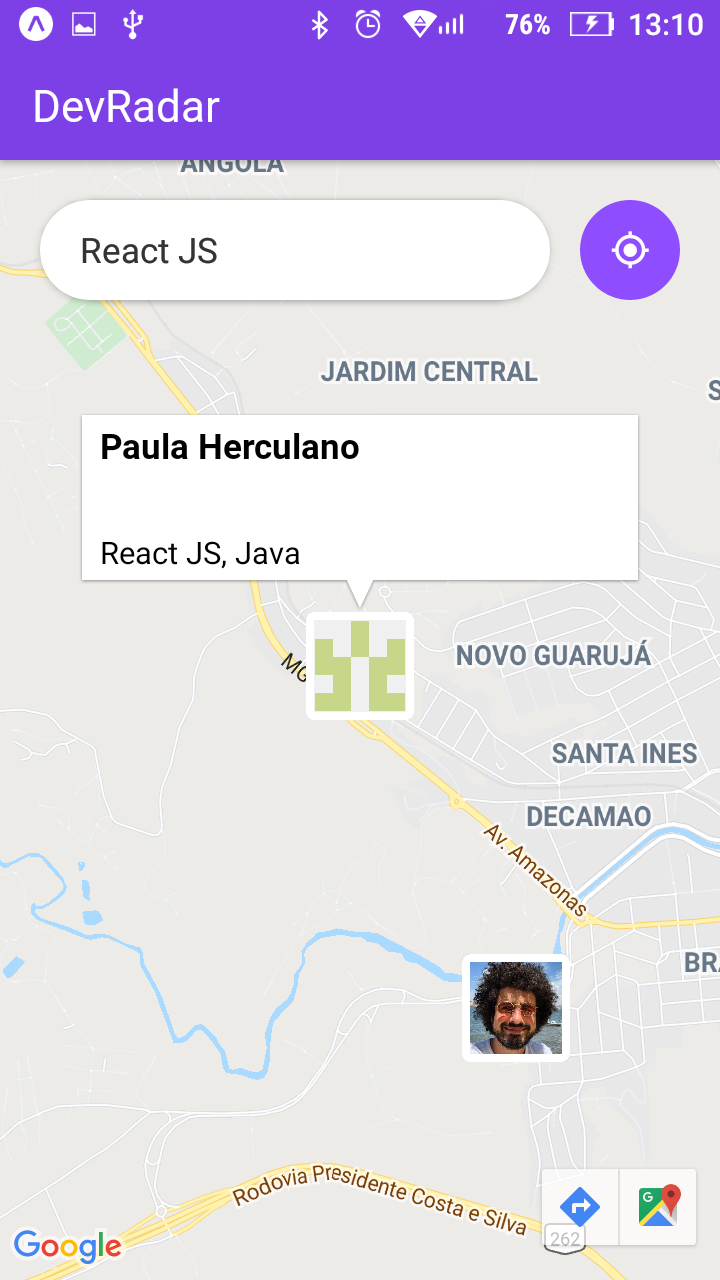 76%
13:10
DevRadar
ANGOLA
React JS
JARDIM CENTRAL
S
Paula Herculano
React JS, Java
MG
NOVO GUARUJÁ
SANTA INES
DECAMAO
Av. Amazonas
BRA
Rodovia Presidente Costa e Silva
G
262
Google